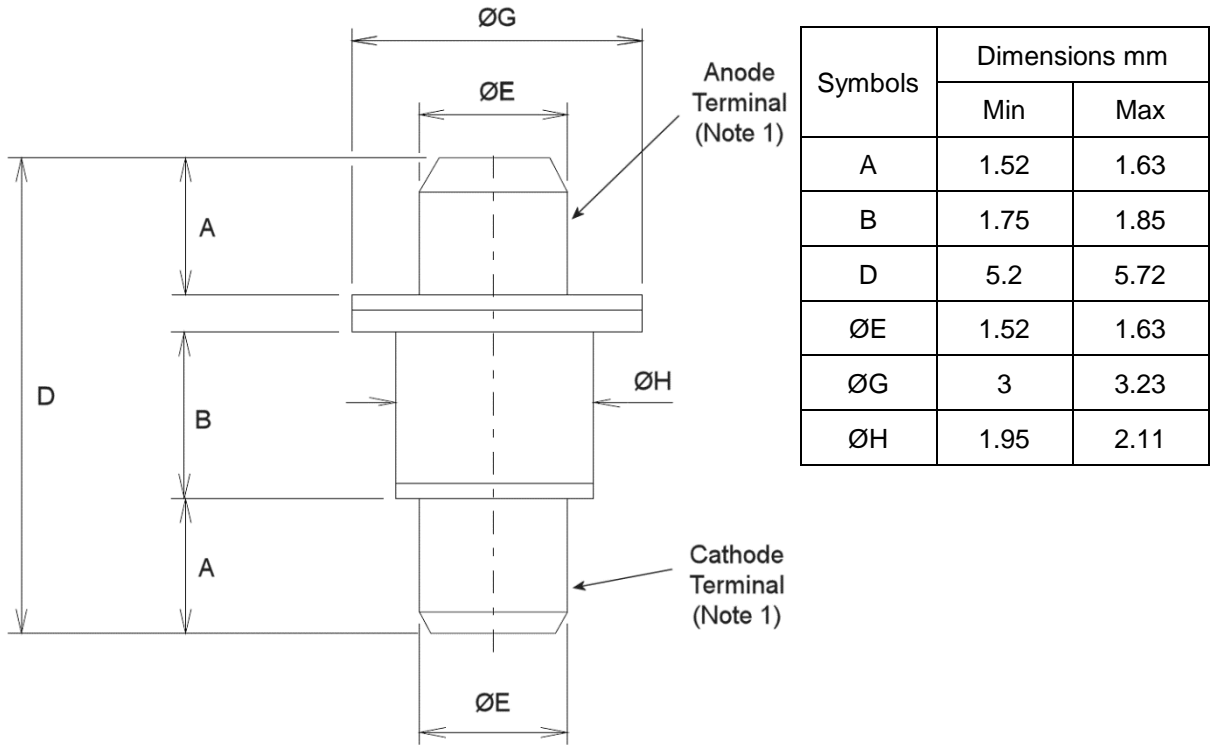 ØG
ØE
Anode
Terminal
(Note 1)
A
D
B
ØH
A
Cathode
Terminal
(Note 1)
ØE
Symbols Dimensions mm
Min Max
A 1.52 1.63
B 1.75 1.85
D 5.2 5.72
ØE 1.52 1.63
ØG 3 3.23
ØH 1.95 2.11